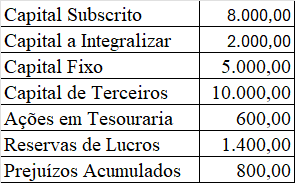 Capital Subscrito 8.000,00
Capital a Integralizar 2.000,00
Capital Fixo 5.000,00
Capital de Terceiros 10.000,00
Ações em Tesouraria 600,00
Reservas de Lucros 1.400,00
Prejuízos Acumulados 800,00